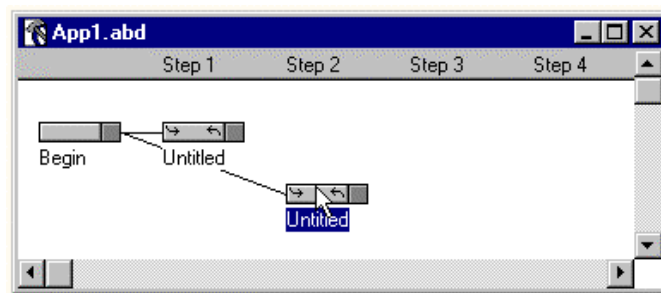 App1.abd
Step 1 Step 2 Step 3 Step 4
Begin Untitled
Untitled